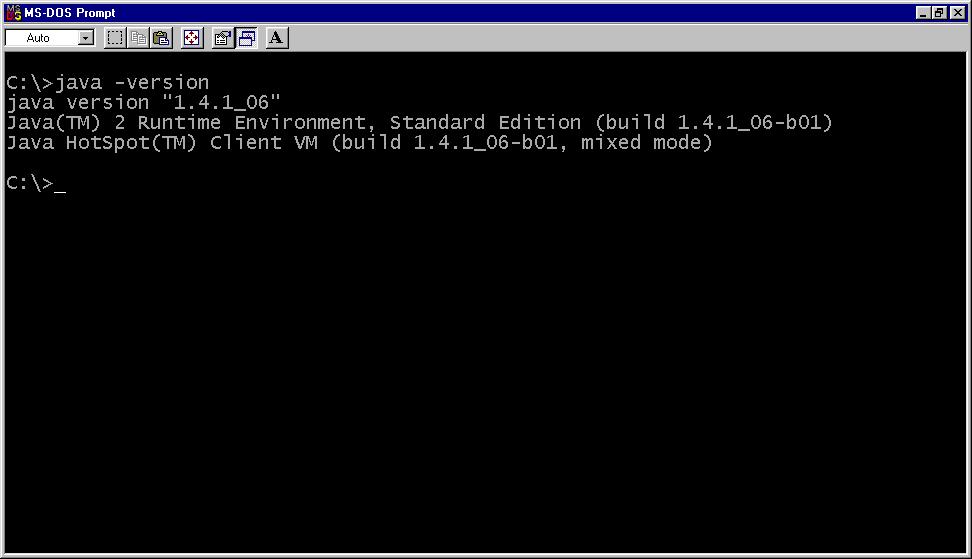 MS-DOS Prompt
Auto
A
C:\>java -version
java version "1.4.1_06"
Java(TM) 2 Runtime Environment, Standard Edition (build 1.4.1_06-b01)
Java HotSpot(TM) Client VM (build 1.4.1_06-b01, mixed mode)
C:\>_